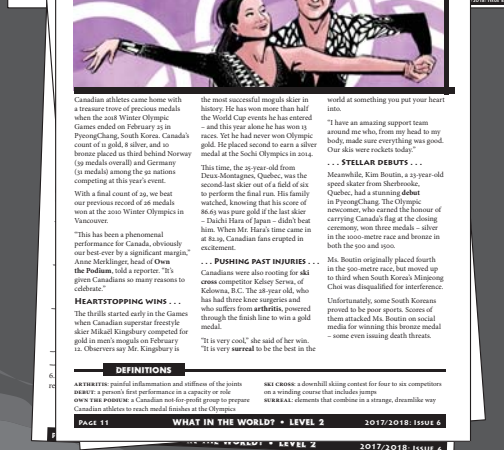 Canadian athletes came home with
a treasure trove of precious medals
when the 2018 Winter Olympic
Games ended on February 25 in
PyeongChang, South Korea. Canada's
count of 11 gold, 8 silver, and 10
bronze placed us third behind Norway
(39 medals overall) and Germany
(31 medals) among the 92 nations
competing at this year's event.
With a final count of 29, we beat
our previous record of 26 medals
won at the 2010 Winter Olympics in
Vancouver.
"This has been a phenomenal
performance for Canada, obviously
our best-ever by a significant margin,"
Anne Merklinger, head of Own
the Podium, told a reporter. "It's
given Canadians so many reasons to
celebrate."
HEARTSTOPPING WINS . . .
The thrills started early in the Games
when Canadian superstar freestyle
skier Mikaël Kingsbury competed for
gold in men's moguls on February
12. Observers say Mr. Kingsbury is
the most successful moguls skier in
history. He has won more than half
the World Cup events he has entered
– and this year alone he has won 13
races. Yet he had never won Olympic
gold. He placed second to earn a silver
medal at the Sochi Olympics in 2014.
This time, the 25-year-old from
Deux-Montagnes, Quebec, was the
second-last skier out of a field of six
to perform the final run. His family
watched, knowing that his score of
86.63 was pure gold if the last skier
– Daichi Hara of Japan – didn't beat
him. When Mr. Hara's time came in
at 82.19, Canadian fans erupted in
excitement.
. . . PUSHING PAST INJURIES . . .
Canadians were also rooting for ski
cross competitor Kelsey Serwa, of
Kelowna, B.C. The 28-year old, who
has had three knee surgeries and
who suffers from arthritis, powered
through the finish line to win a gold
medal.
"It is very cool," she said of her win.
"It is very surreal to be the best in the
world at something you put your heart
into.
"I have an amazing support
team around me who, from my head to my
body, made sure everything was good.
Our skis were rockets today."
. . . STELLAR DEBUTS . . .
Meanwhile, Kim Boutin, a 23-year-old
speed skater from Sherbrooke,
Quebec, had a stunning debut
in PyeongChang. The Olympic
newcomer, who earned the honour of
carrying Canada's flag at the closing
ceremony, won three medals – silver
in the 1000-metre race and bronze in
both the 500 and 1500.
Ms. Boutin originally placed fourth
in the 500-metre race, but moved up
to third when South Korea's Minjeong
Choi was disqualified for interference.
Unfortunately, some South Koreans
proved to be poor sports. Scores of
them attacked Ms. Boutin on social
media for winning this bronze medal
– some even issuing death threats.
DEFINITIONS
ARTHRITIS: painful inflammation and stiffness of the joints
DEBUT: a person's first performance in a capacity or role
OWN THE PODIUM: a Canadian not-for-profit group to prepare
Canadian athletes to reach medal finishes at the Olympics
SKI CROSS: a downhill skiing contest for four to six competitors
on a winding course that includes jumps
SURREAL: elements that combine in a strange, dreamlike way
PAGE 11 WHAT IN THE WORLD? • LEVEL 2 2017/2018: ISSUE 6
THE WORLD? • LEVEL 2 2017/2018: ISSUE 6